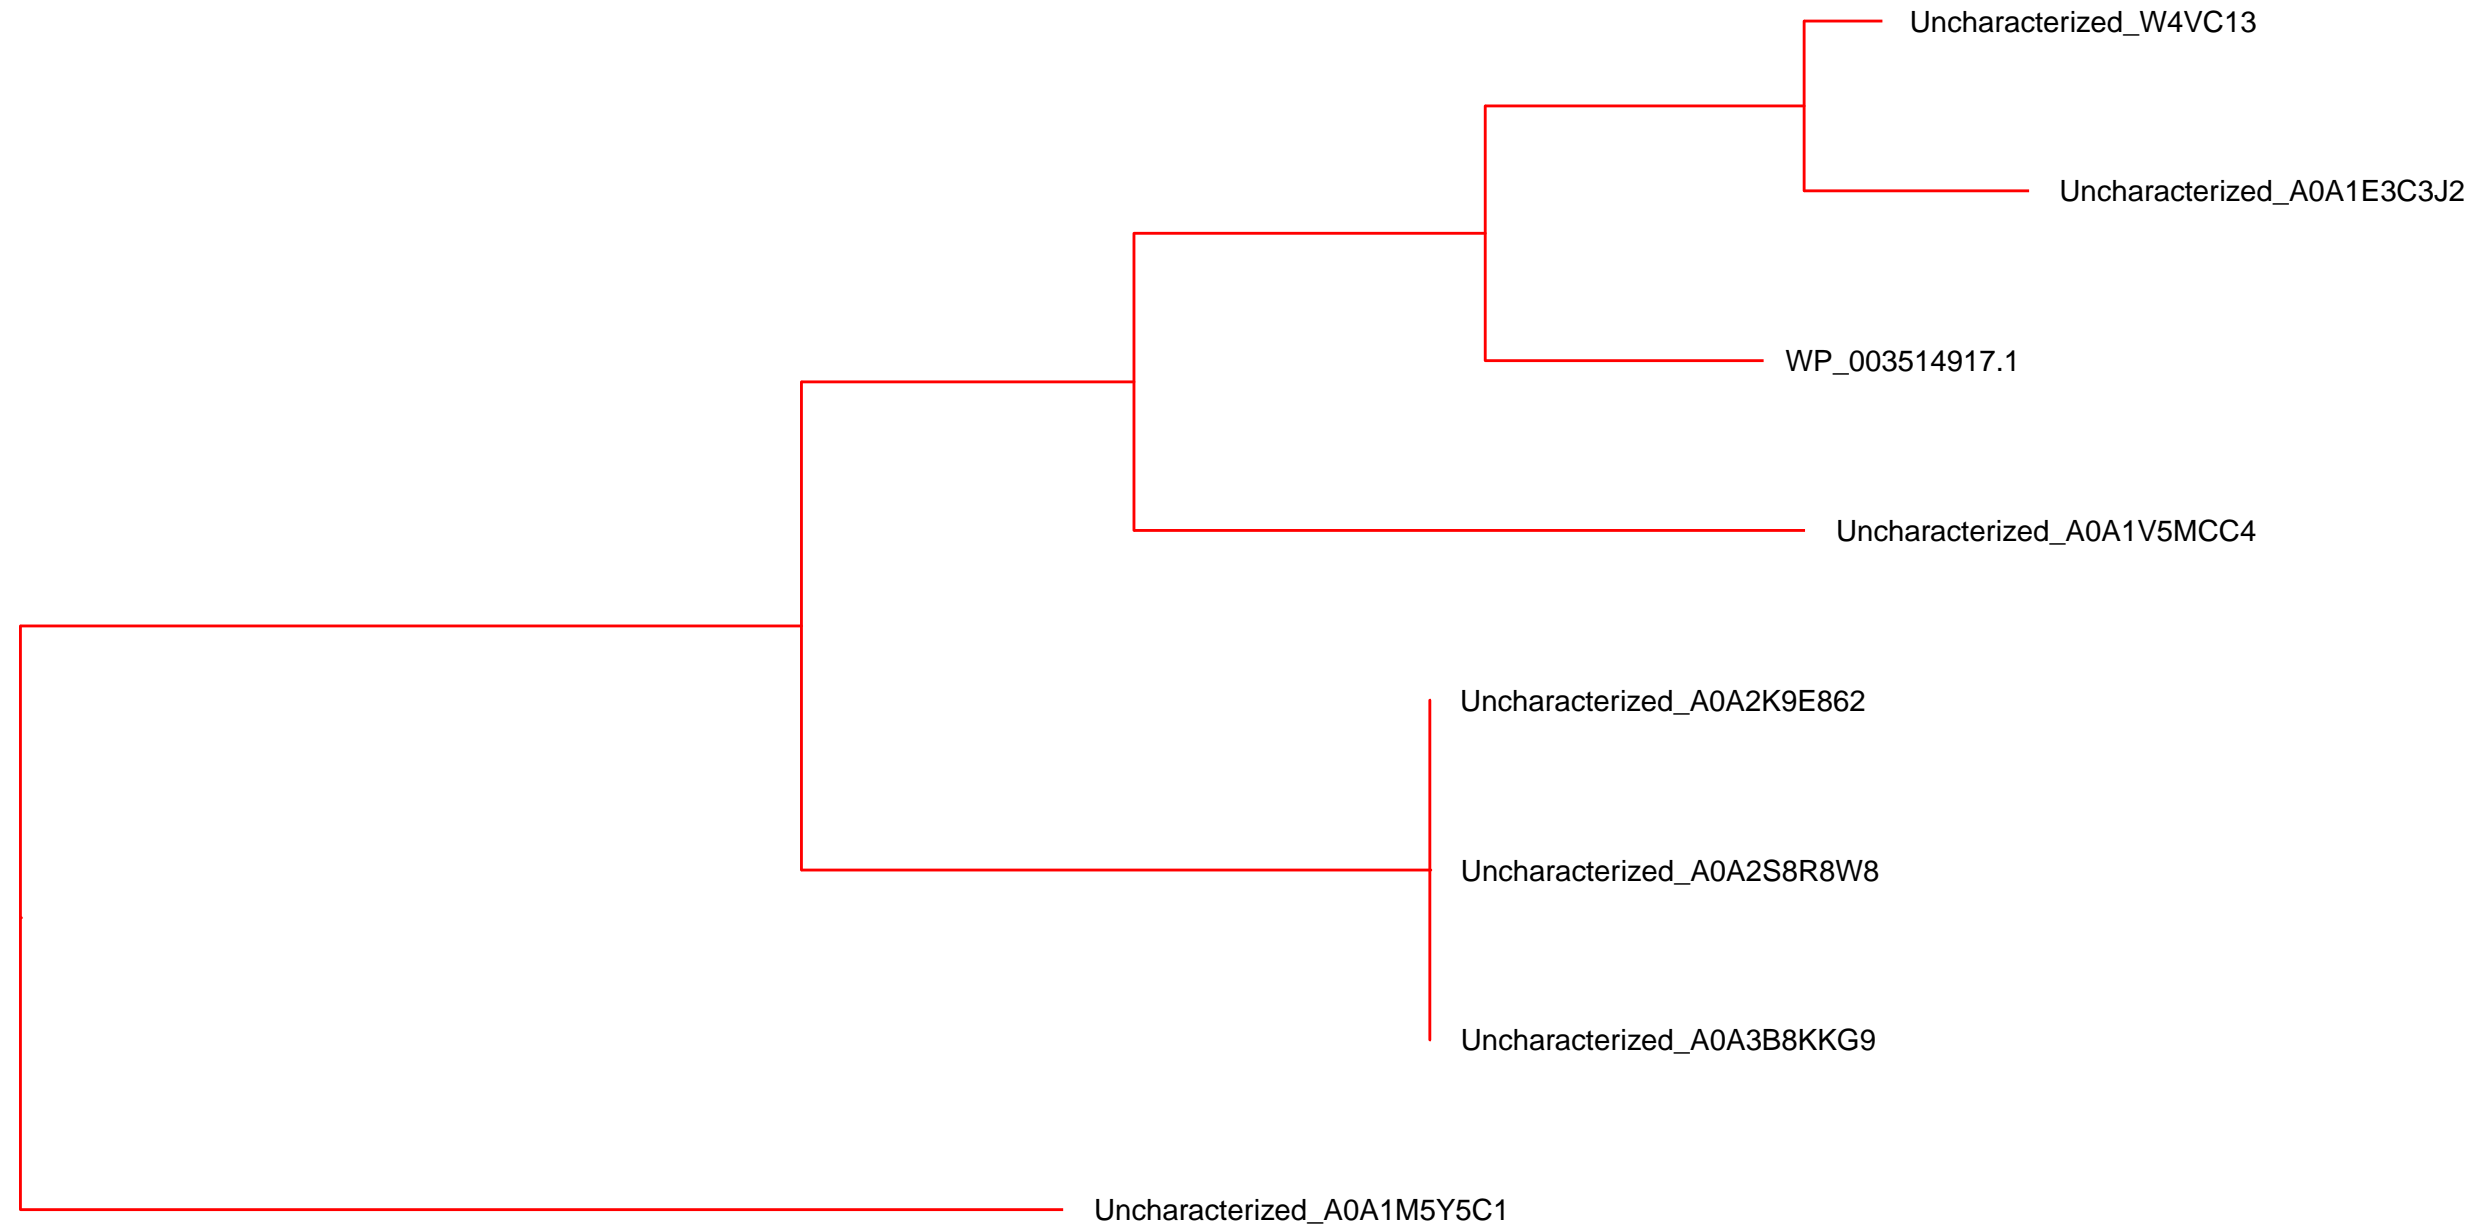 Uncharacterized_W4VC13
Uncharacterized_A0A1E3C3J2
WP_003514917.1
Uncharacterized_A0A1V5MCC4
Uncharacterized_A0A2K9E862
Uncharacterized_A0A2S8R8W8
Uncharacterized_A0A3B8KKG9
Uncharacterized_A0A1M5Y5C1